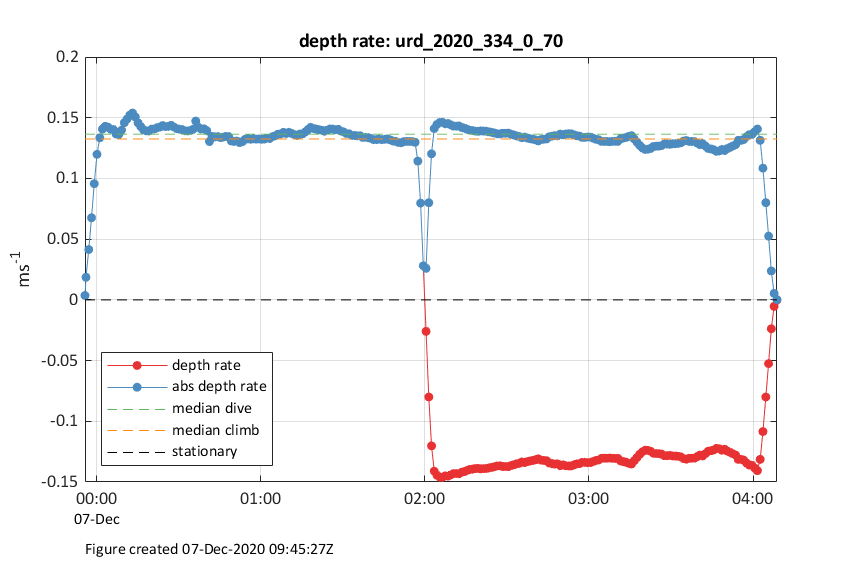 depth rate: urd_2020_334_0_70
0.2
0.15
0.1
0.05
0
-0.05
-0.1
-0.15
ms-1
depth rate
abs depth rate
median dive
median climb
stationary
00:00 01:00 02:00 03:00 04:00
07-Dec
Figure created 07-Dec-2020 09:45:27Z